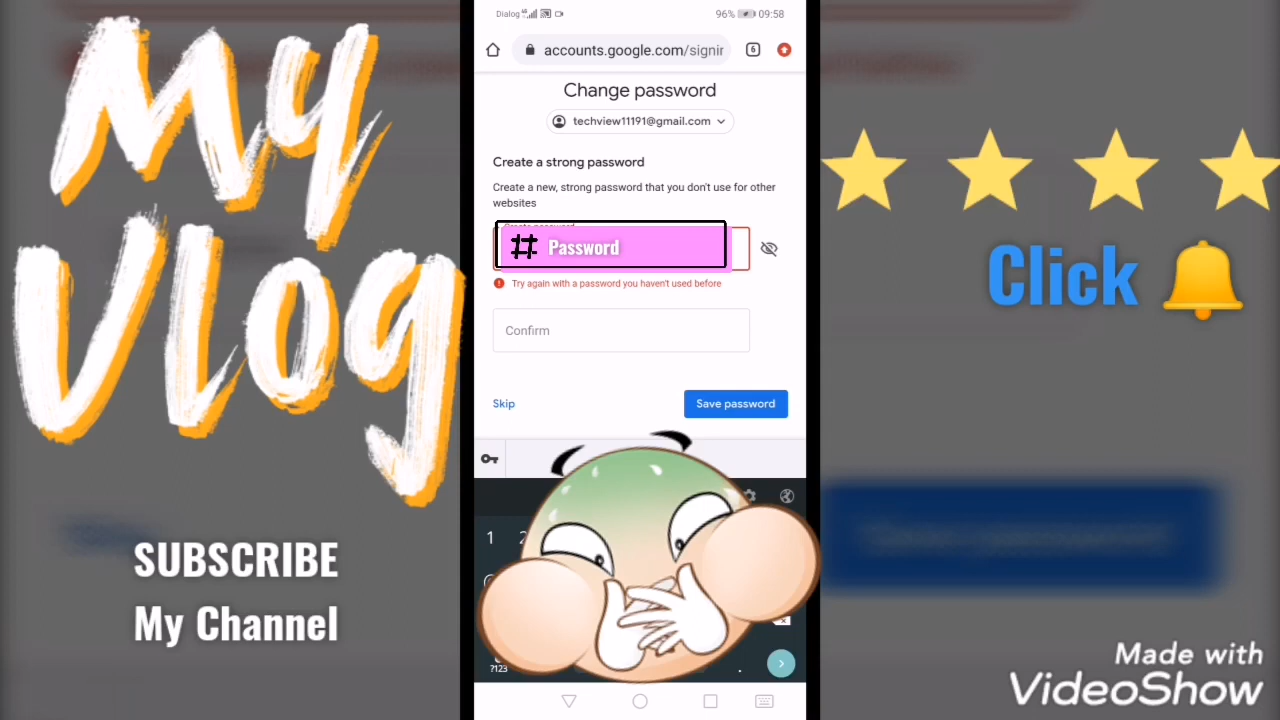 My
Vlog
SUBSCRIBE
My Channel
Dialog 96% 09:58
accounts.google.com/signir
6
Change password
techview11191@gmail.com
Create a strong password
Create a new, strong password that you don't use for other
websites
# Password
Try again with a password you haven't used before
Confirm
Skip
Save password
1 2
?123 .
Click
Made with
VideoShow